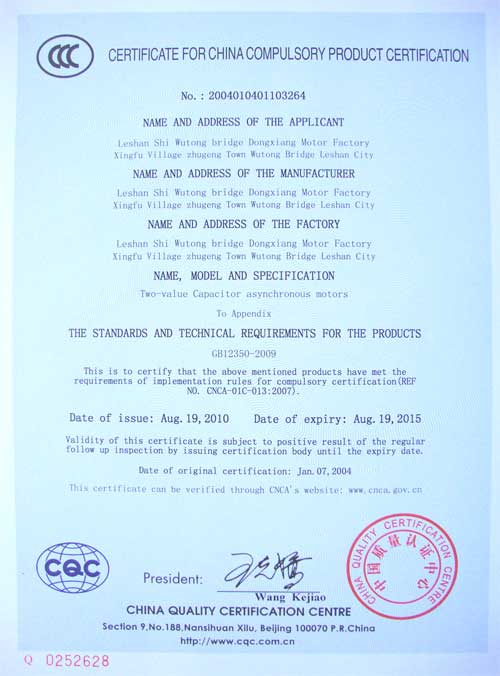 CCC
CERTIFICATE FOR CHINA COMPULSORY PRODUCT CERTIFICATION
No. : 2004010401103264
NAME AND ADDRESS OF THE APPLICANT
Leshan Shi Wutong bridge Dongxiang Motor Factory
Xingfu Village zhugeng Town Wutong Bridge Leshan City
NAME AND ADDRESS OF THE MANUFACTURER
Leshan Shi Wutong bridge Dongxiang Motor Factory
Xingfu Village zhugeng Town Wutong Bridge Leshan City
NAME AND ADDRESS OF THE FACTORY
Leshan Shi Wutong bridge Dongxiang Motor Factory
Xingfu Village zhugeng Town Wutong Bridge Leshan City
NAME, MODEL AND SPECIFICATION
Two-value Capacitor asynchronous motors
To Appendix
THE STANDARDS AND TECHNICAL REQUIREMENTS FOR THE PRODUCTS
GB12350-2009
This is to certify that the above mentioned products have met the
requirements of implementation rules for compulsory certification(REF
NO. CNCA-01C-013:2007).
Date of issue: Aug. 19, 2010 Date of expiry: Aug. 19, 2015
Validity of this certificate is subject to positive result of the regular
follow up inspection by issuing certification body until the expiry date.
Date of original certification: Jan. 07, 2004
This certificate can be verified through CNCA's website: www.cnca.gov.cn
CHINA QUALITY CERTIFICATION CENTRE
中国质量认证中心
CQC
President:
Wang Kejiao
CHINA QUALITY CERTIFICATION CENTRE
Section 9, No.188, Nansihuan Xilu, Beijing 100070 P.R.China
http://www.cqc.com.cn
Q 0252628